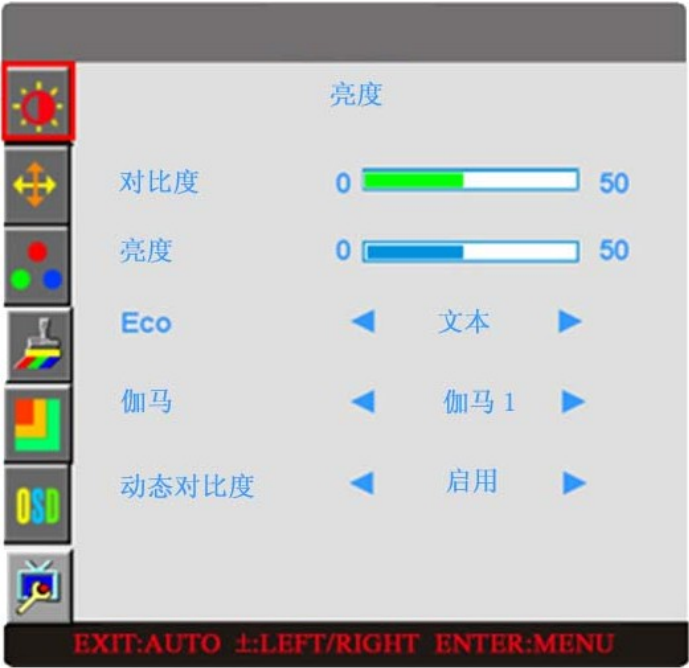 亮度
对比度 0 50
亮度 0 50
Eco 文本
伽马 伽马 1
动态对比度 启用
OSD
EXIT:AUTO ±:LEFT/RIGHT ENTER:MENU